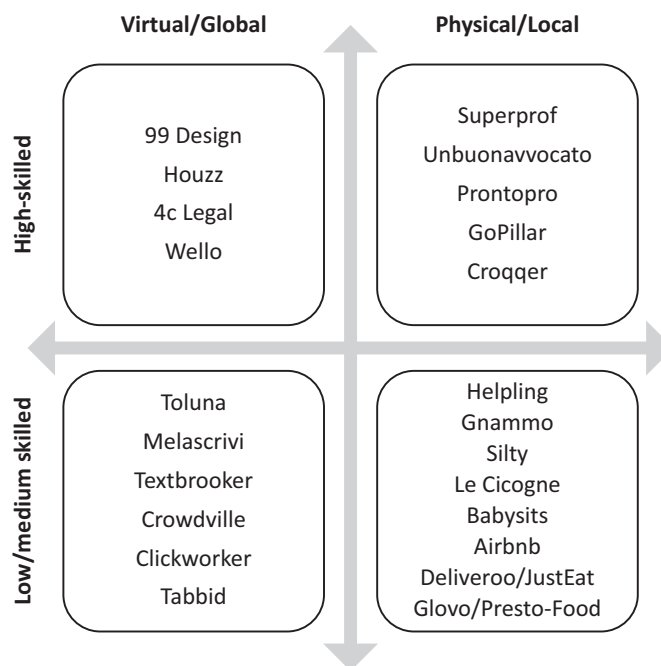 Virtual/Global
Physical/Local
High-skilled
99 Design
Houzz
4c Legal
Wello
Superprof
Unbuonavvocato
Prontopro
GoPillar
Croqqer
Low/medium skilled
Toluna
Melascrivi
Textbrooker
Crowdville
Clickworker
Tabbid
Helpling
Gnammo
Silty
Le Cicogne
Babysits
Airbnb
Deliveroo/JustEat
Glovo/Presto-Food